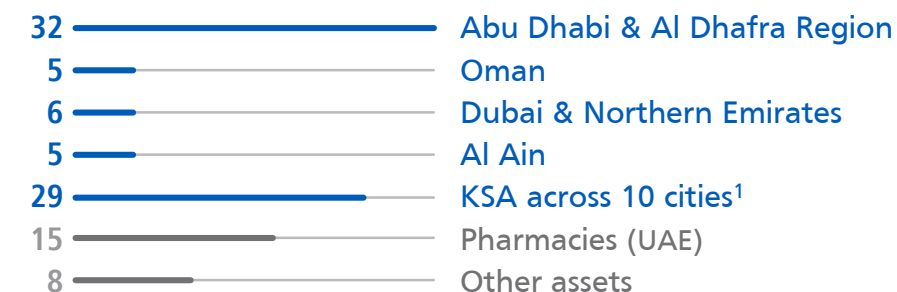 32 Abu Dhabi & Al Dhafra Region
5 Oman
6 Dubai & Northern Emirates
5 Al Ain
29 KSA across 10 cities¹
15 Pharmacies (UAE)
8 Other assets